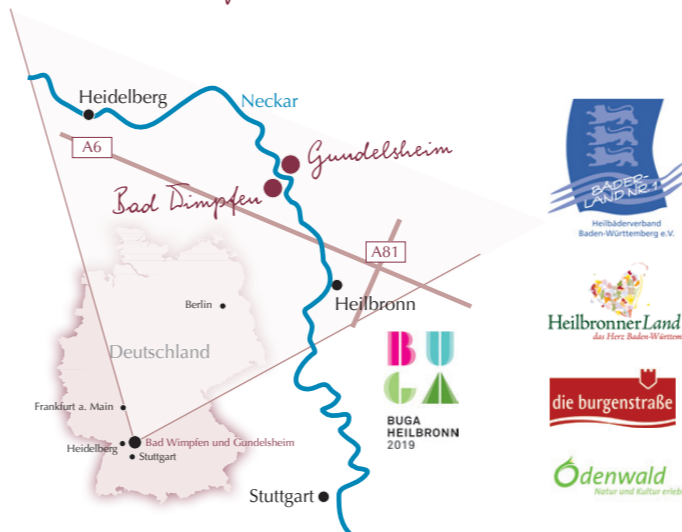 Heidelberg
Neckar
A6
Gundelsheim
Bad Wimpfen
A81
Heilbronn
Berlin
Deutschland
Frankfurt a. Main
Heidelberg
Bad Wimpfen und Gundelsheim
Stuttgart
Stuttgart
BUGA
BUGA
HEILBRONN
2019
BÄDER-
LAND NR.1
Heilbäderverband
Baden-Württemberg e.V.
HeilbronnerLand
das Herz Baden-Württem
die burgenstraße
Odenwald
Natur und Kultur erleb